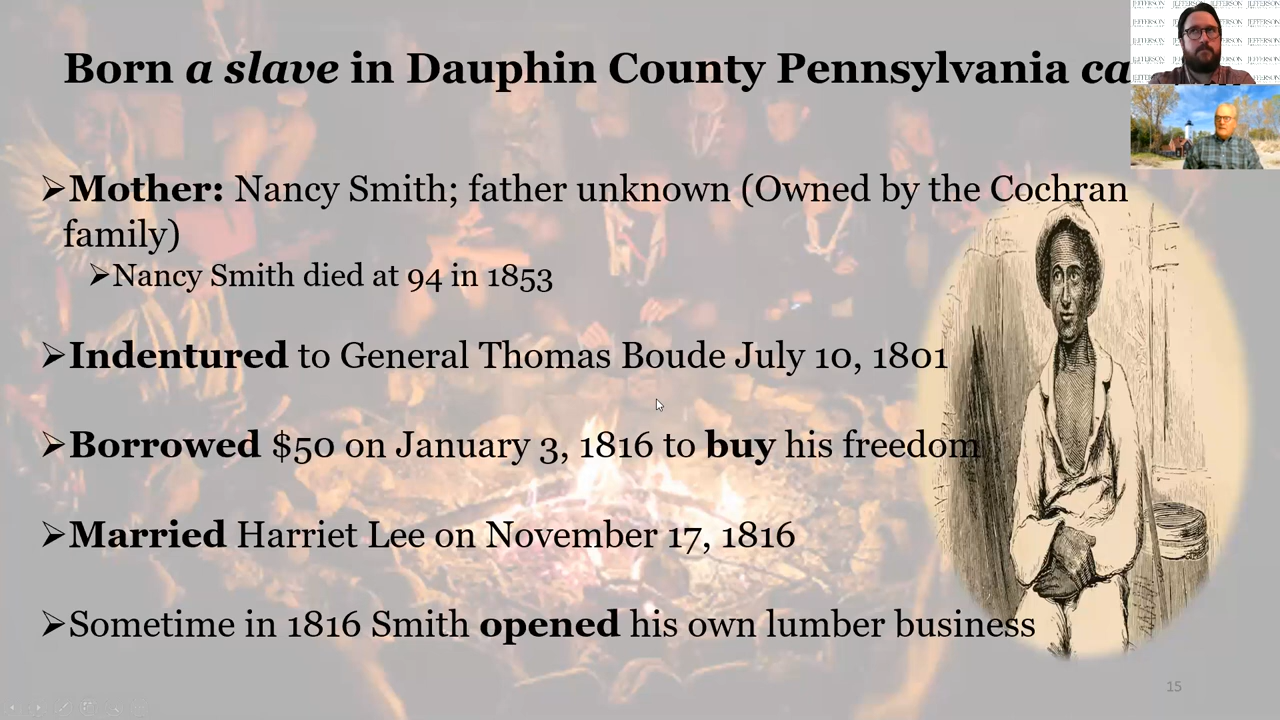 Born a slave in Dauphin County Pennsylvania
➢Mother: Nancy Smith; father unknown (Owned by the Cochran
family)
➢Nancy Smith died at 94 in 1853
➢Indentured to General Thomas Boude July 10, 1801
➢Borrowed $50 on January 3, 1816 to buy his freedom
➢Married Harriet Lee on November 17, 1816
➢Sometime in 1816 Smith opened his own lumber business
15